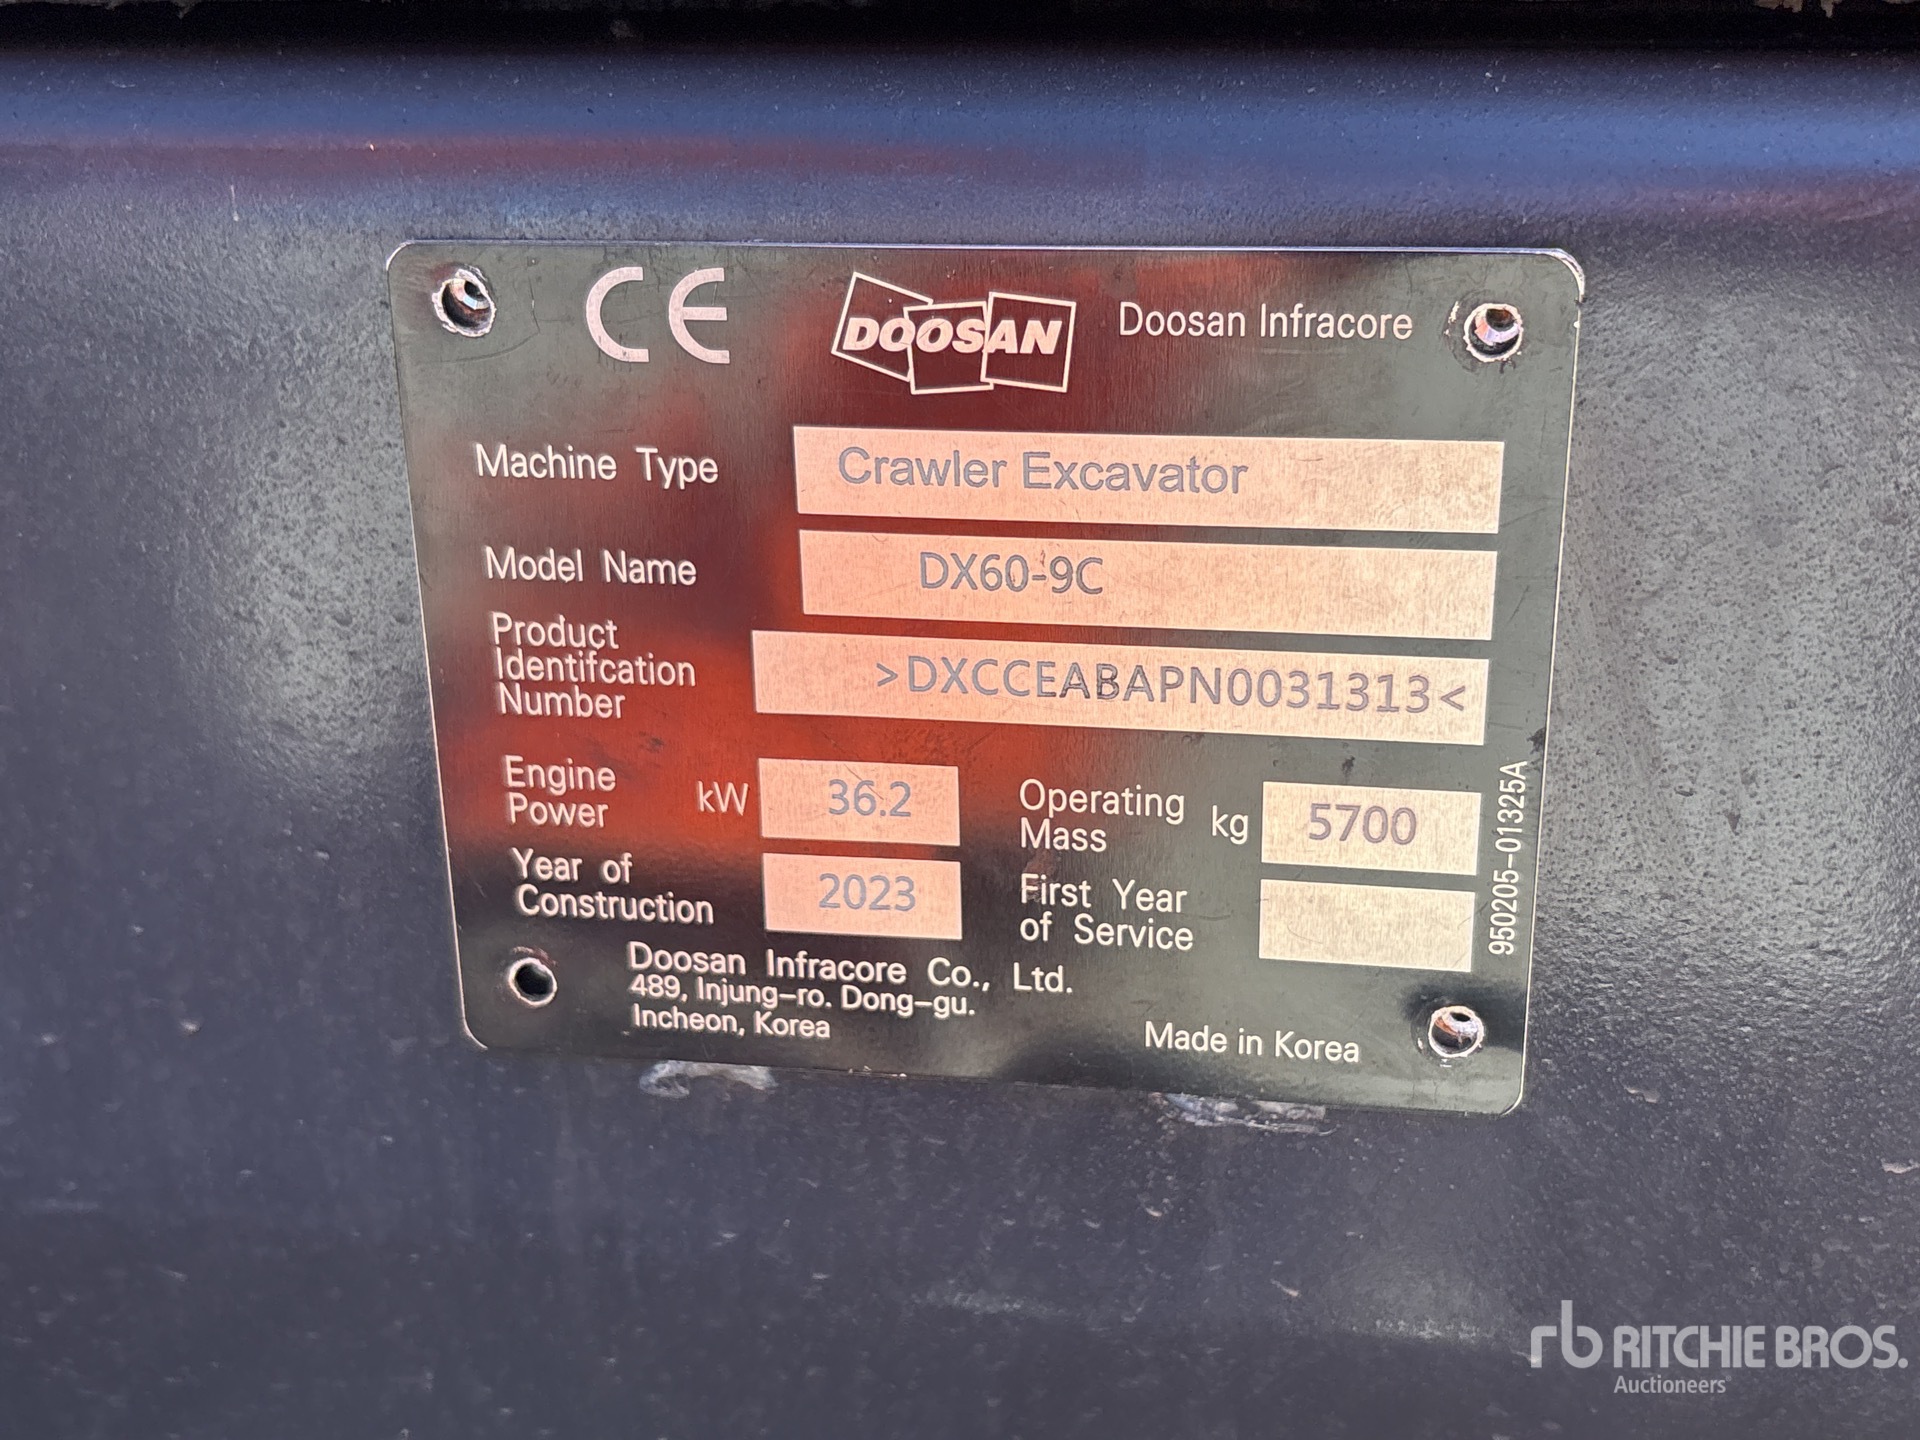 CE DOOSAN Doosan Infracore
Machine Type Crawler Excavator
Model Name DX60-9C
Product
Identifcation
Number
>DXCCEABAPN0031313<
Engine
Power
kW 36.2
Operating
Mass
kg 5700
Year of
Construction
2023
First Year
of Service
950205-01325A
Doosan Infracore Co., Ltd.
489, Injung-ro. Dong-gu.
Incheon, Korea
Made in Korea
rb RITCHIE BROS.
Auctioneers